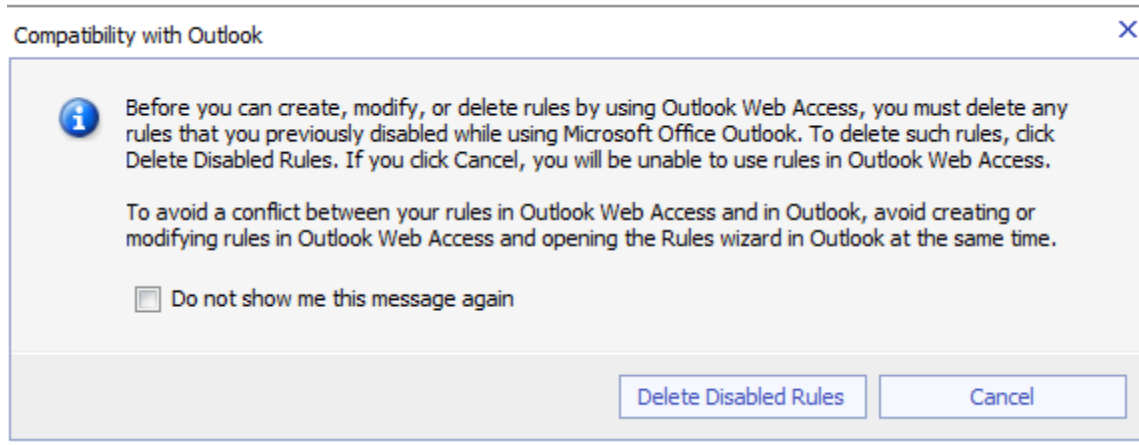 Compatibility with Outlook
Before you can create, modify, or delete rules by using Outlook Web Access, you must delete any
rules that you previously disabled while using Microsoft Office Outlook. To delete such rules, click
Delete Disabled Rules. If you click Cancel, you will be unable to use rules in Outlook Web Access.
To avoid a conflict between your rules in Outlook Web Access and in Outlook, avoid creating or
modifying rules in Outlook Web Access and opening the Rules wizard in Outlook at the same time.
Do not show me this message again
Delete Disabled Rules
Cancel